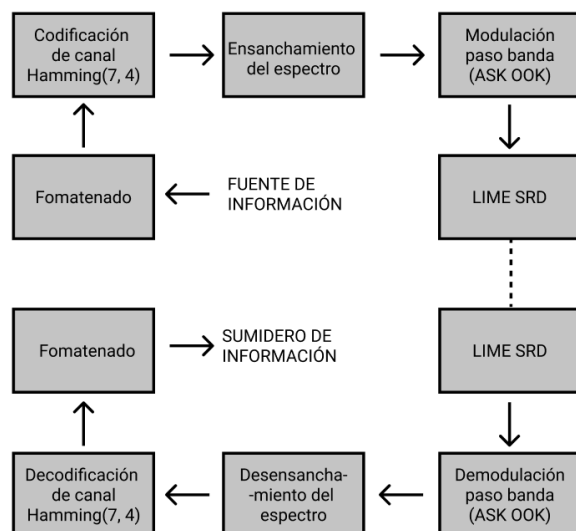 Codificación
de canal
Hamming(7, 4)
Ensanchamiento
del espectro
Modulación
paso banda
(ASK OOK)
Fomatenado
FUENTE DE
INFORMACIÓN
LIME SRD
Fomatenado
SUMIDERO DE
INFORMACIÓN
LIME SRD
Decodificación
de canal
Hamming(7, 4)
Desensancha-
-miento del
espectro
Demodulación
paso banda
(ASK OOK)